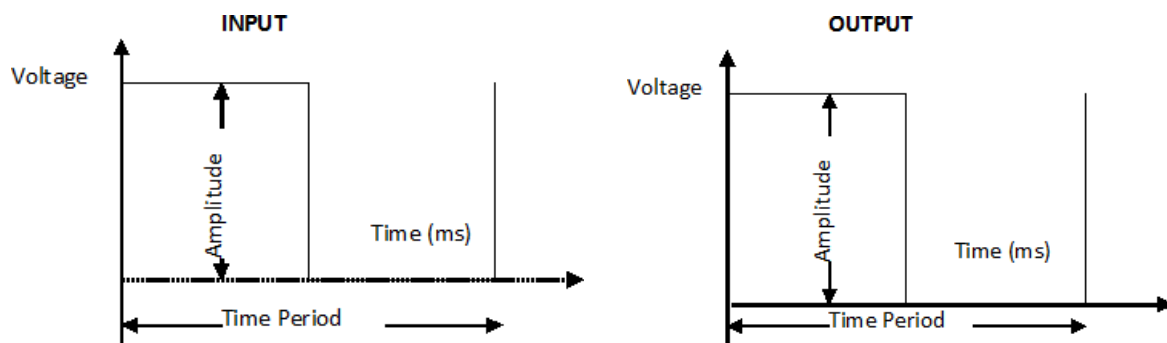 INPUT
Voltage
Amplitude
Time (ms)
Time Period
OUTPUT
Voltage
Amplitude
Time (ms)
Time Period